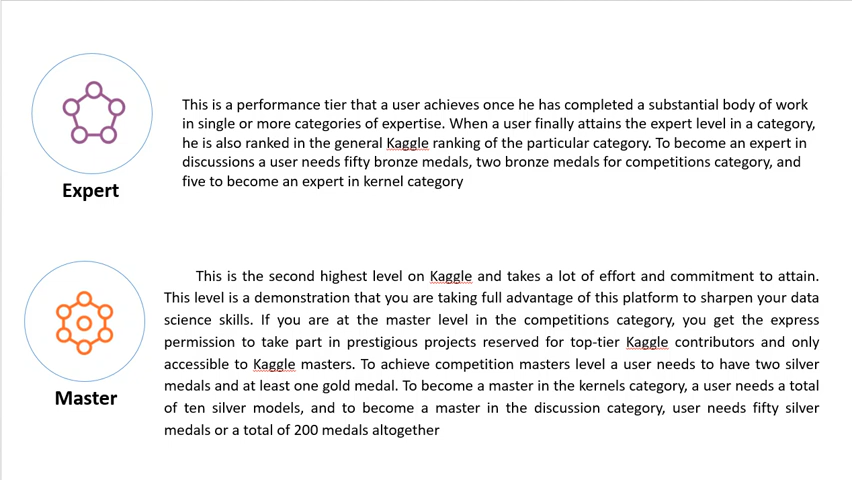 This is a performance tier that a user achieves once he has completed a substantial body of work
in single or more categories of expertise. When a user finally attains the expert level in a category,
he is also ranked in the general Kaggle ranking of the particular category. To become an expert in
discussions a user needs fifty bronze medals, two bronze medals for competitions category, and
five to become an expert in kernel category
Expert
This is the second highest level on Kaggle and takes a lot of effort and commitment to attain.
This level is a demonstration that you are taking full advantage of this platform to sharpen your data
science skills. If you are at the master level in the competitions category, you get the express
permission to take part in prestigious projects reserved for top-tier Kaggle contributors and only
accessible to Kaggle masters. To achieve competition masters level a user needs to have two silver
medals and at least one gold medal. To become a master in the kernels category, a user needs a total
of ten silver models, and to become a master in the discussion category, user needs fifty silver
medals or a total of 200 medals altogether
Master